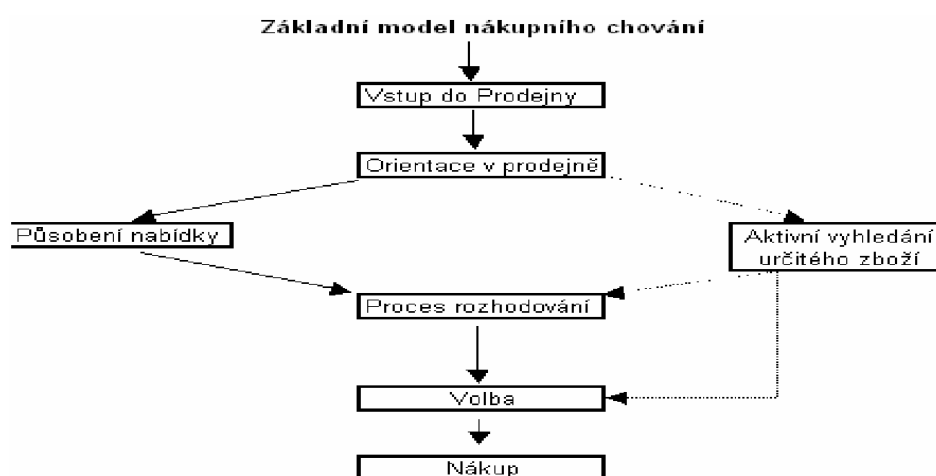 Základní model nákupního chování
Vstup do Prodejny
Orientace v prodejně
Působení nabídky
Aktivní vyhledání
určitého zboží
Proces rozhodování
Volba
Nákup